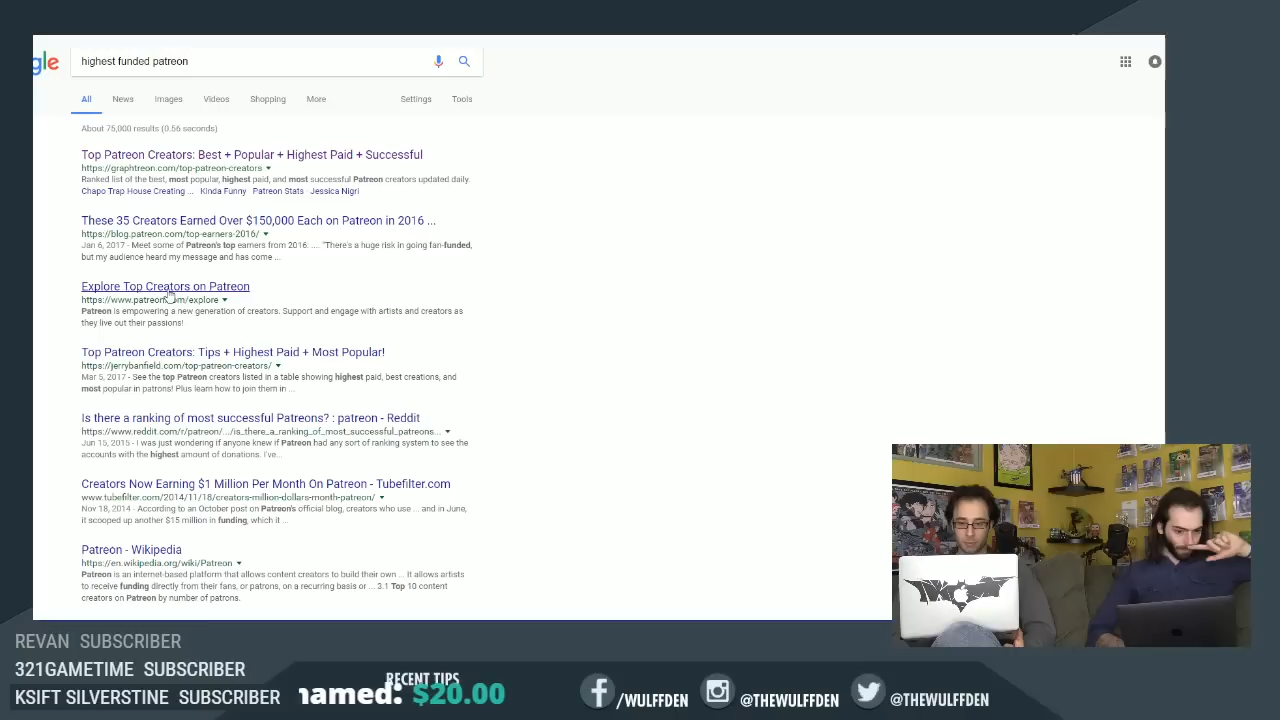 gle
highest funded patreon
All News Images Videos Shopping More Settings Tools
About 75,000 results (0.56 seconds)
Top Patreon Creators: Best + Popular + Highest Paid + Successful
https://graphtreon.com/top-patreon-creators
Ranked list of the best, most popular, highest paid, and most successful Patreon creators updated daily.
Chapo Trap House Creating ... Kinda Funny Patreon Stats Jessica Nigri
These 35 Creators Earned Over $150,000 Each on Patreon in 2016 ...
https://blog.patreon.com/top-earners-2016/
Jan 6, 2017 - Meet some of Patreon's top earners from 2016: .... "There's a huge risk in going fan-funded,
but my audience heard my message and has come ...
Explore Top Creators on Patreon
https://www.patreon.com/explore
Patreon is empowering a new generation of creators. Support and engage with artists and creators as
they live out their passions!
Top Patreon Creators: Tips + Highest Paid + Most Popular!
https://jerrybanfield.com/top-patreon-creators/
Mar 5, 2017 - See the top Patreon creators listed in a table showing highest paid, best creations, and
most popular in patrons! Plus learn how to join them in ...
Is there a ranking of most successful Patreons? : patreon - Reddit
https://www.reddit.com/r/patreon/.../is_there_a_ranking_of_most_successful_patreons...
Jun 15, 2015 - I was just wondering if anyone knew if Patreon had any sort of ranking system to see the
accounts with the highest amount of donations. I've...
Creators Now Earning $1 Million Per Month On Patreon - Tubefilter.com
www.tubefilter.com/2014/11/18/creators-million-dollars-month-patreon/
Nov 18, 2014 - According to an October post on Patreon's official blog, creators who use ... and in June,
it scooped up another $15 million in funding, which it ...
Patreon - Wikipedia
https://en.wikipedia.org/wiki/Patreon
Patreon is an internet-based platform that allows content creators to build their own ... It allows artists
to receive funding directly from their fans, or patrons, on a recurring basis or ... 3.1 Top 10 content
creators on Patreon by number of patrons.
REVAN SUBSCRIBER
321GAMETIME SUBSCRIBER
KSIFT SILVERSTINE SUBSCRIBER
RECENT TIPS
named: $20.00
/WULFFDEN
@THEWULFFDEN
@THEWULFFDEN